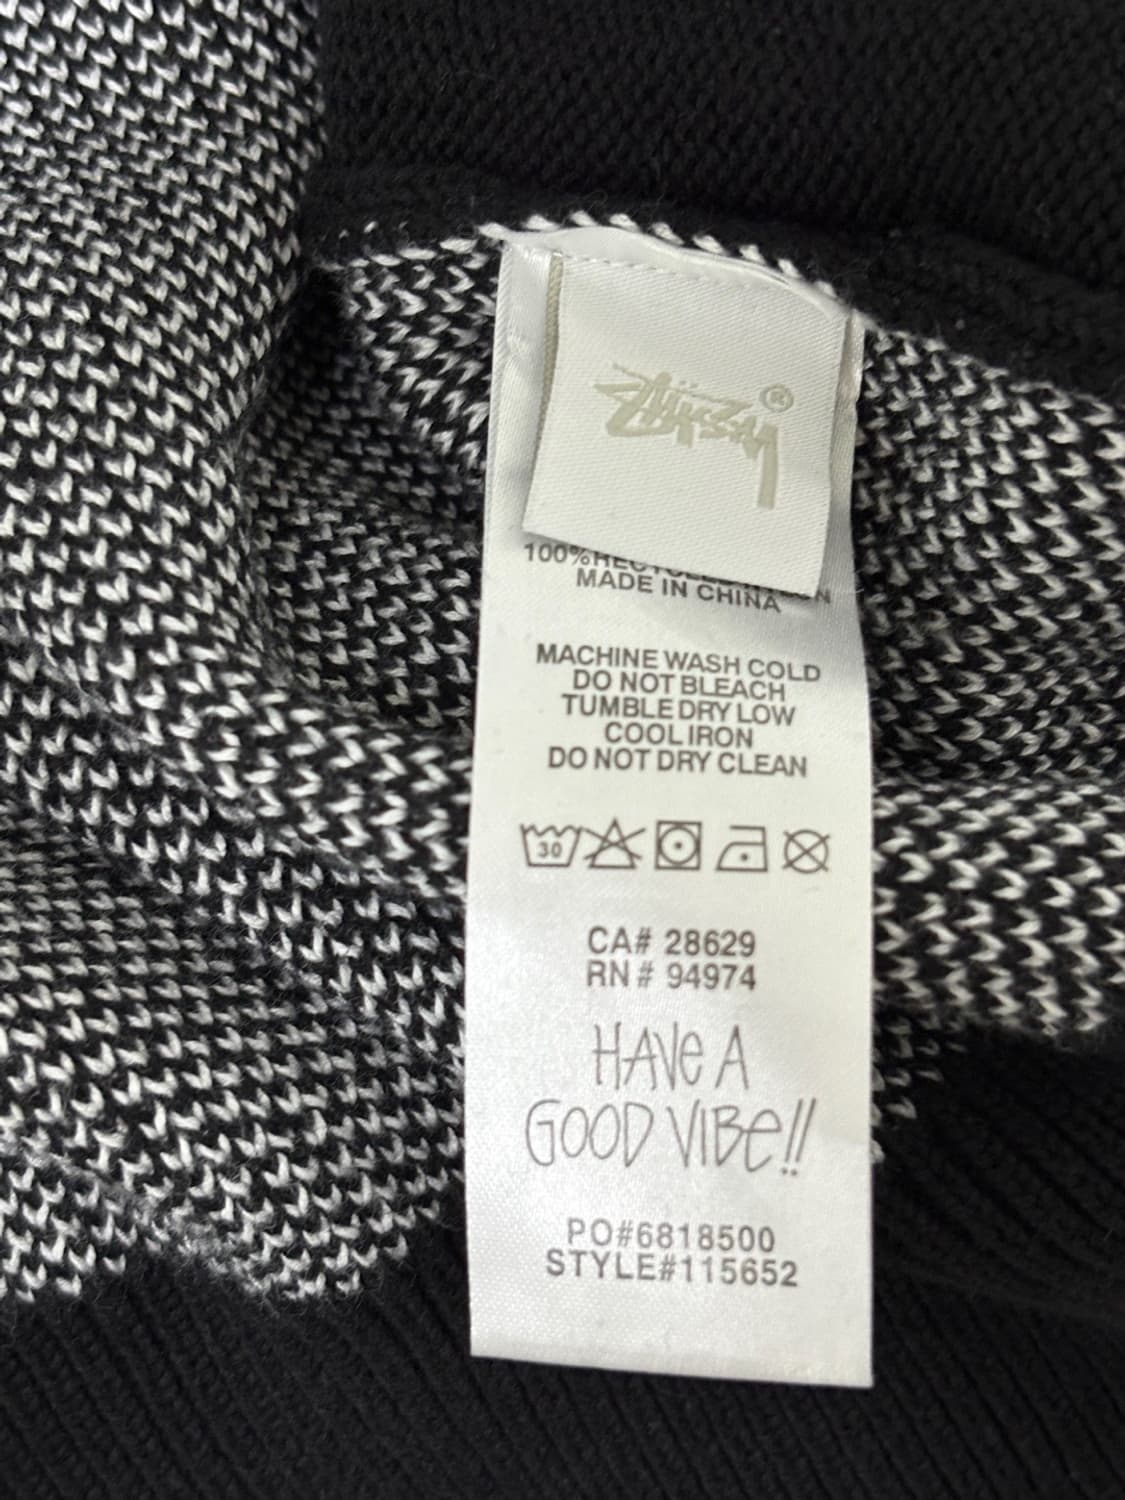 Stüssy ®
100%
MADE IN CHINA
MACHINE WASH COLD
DO NOT BLEACH
TUMBLE DRY LOW
COOL IRON
DO NOT DRY CLEAN
30
CA# 28629
RN# 94974
HAVE A
GOOD VIBE!!
PO#6818500
STYLE#115652